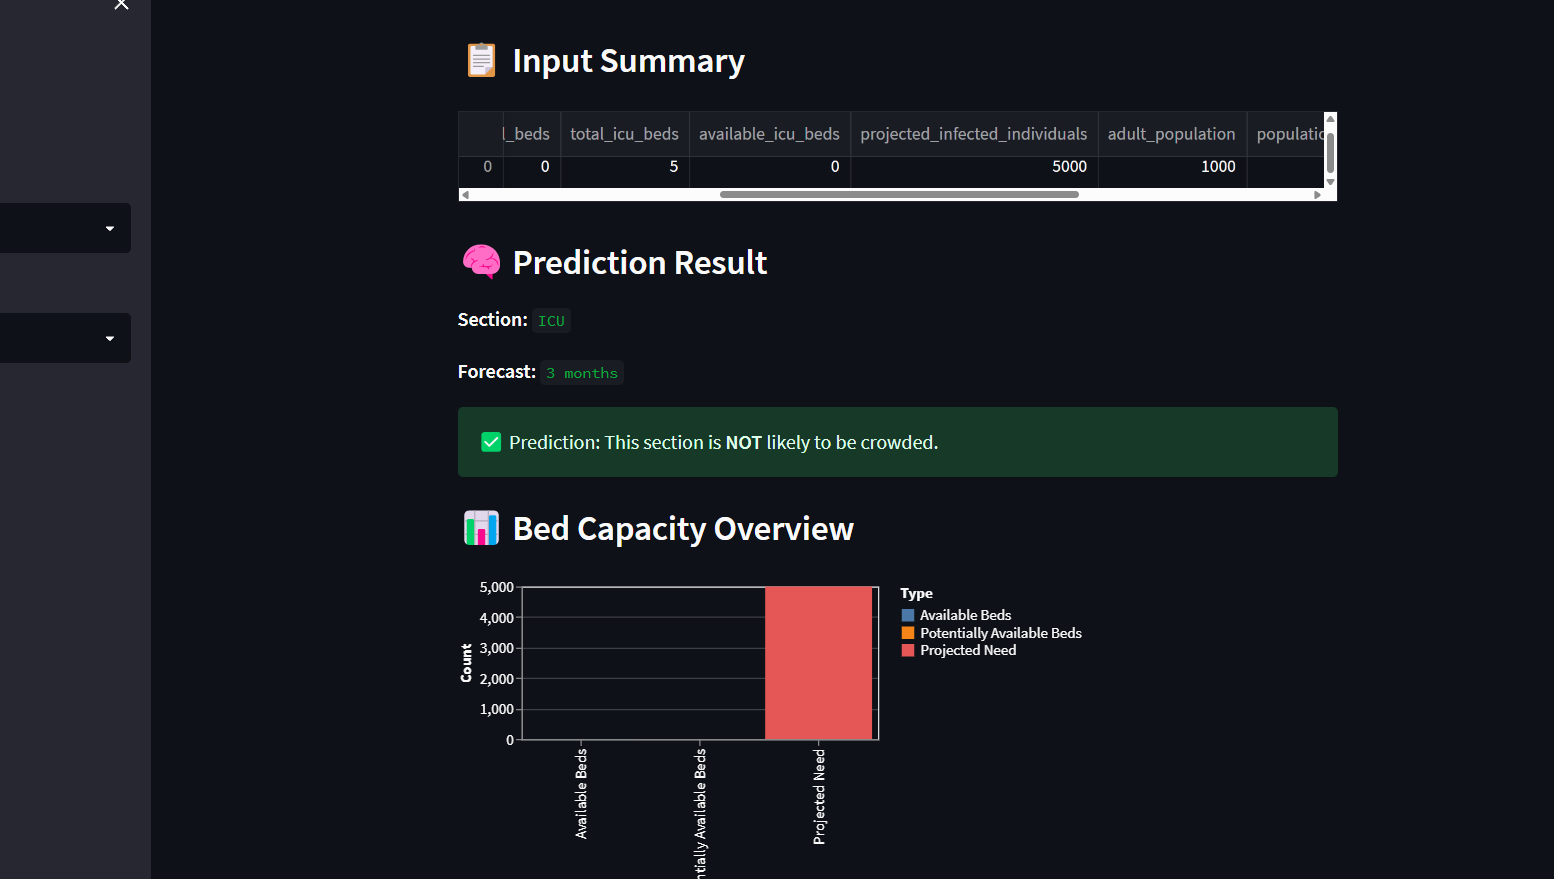 Input Summary
l_beds total_icu_beds available_icu_beds projected_infected_individuals adult_population populatio
0 0 5 0 5000 1000
Prediction Result
Section: ICU
Forecast: 3 months
Prediction: This section is NOT likely to be crowded.
Bed Capacity Overview
5,000
4,000
3,000
2,000
1,000
0
Count
Available Beds
ntially Available Beds
Projected Need
Type
Available Beds
Potentially Available Beds
Projected Need